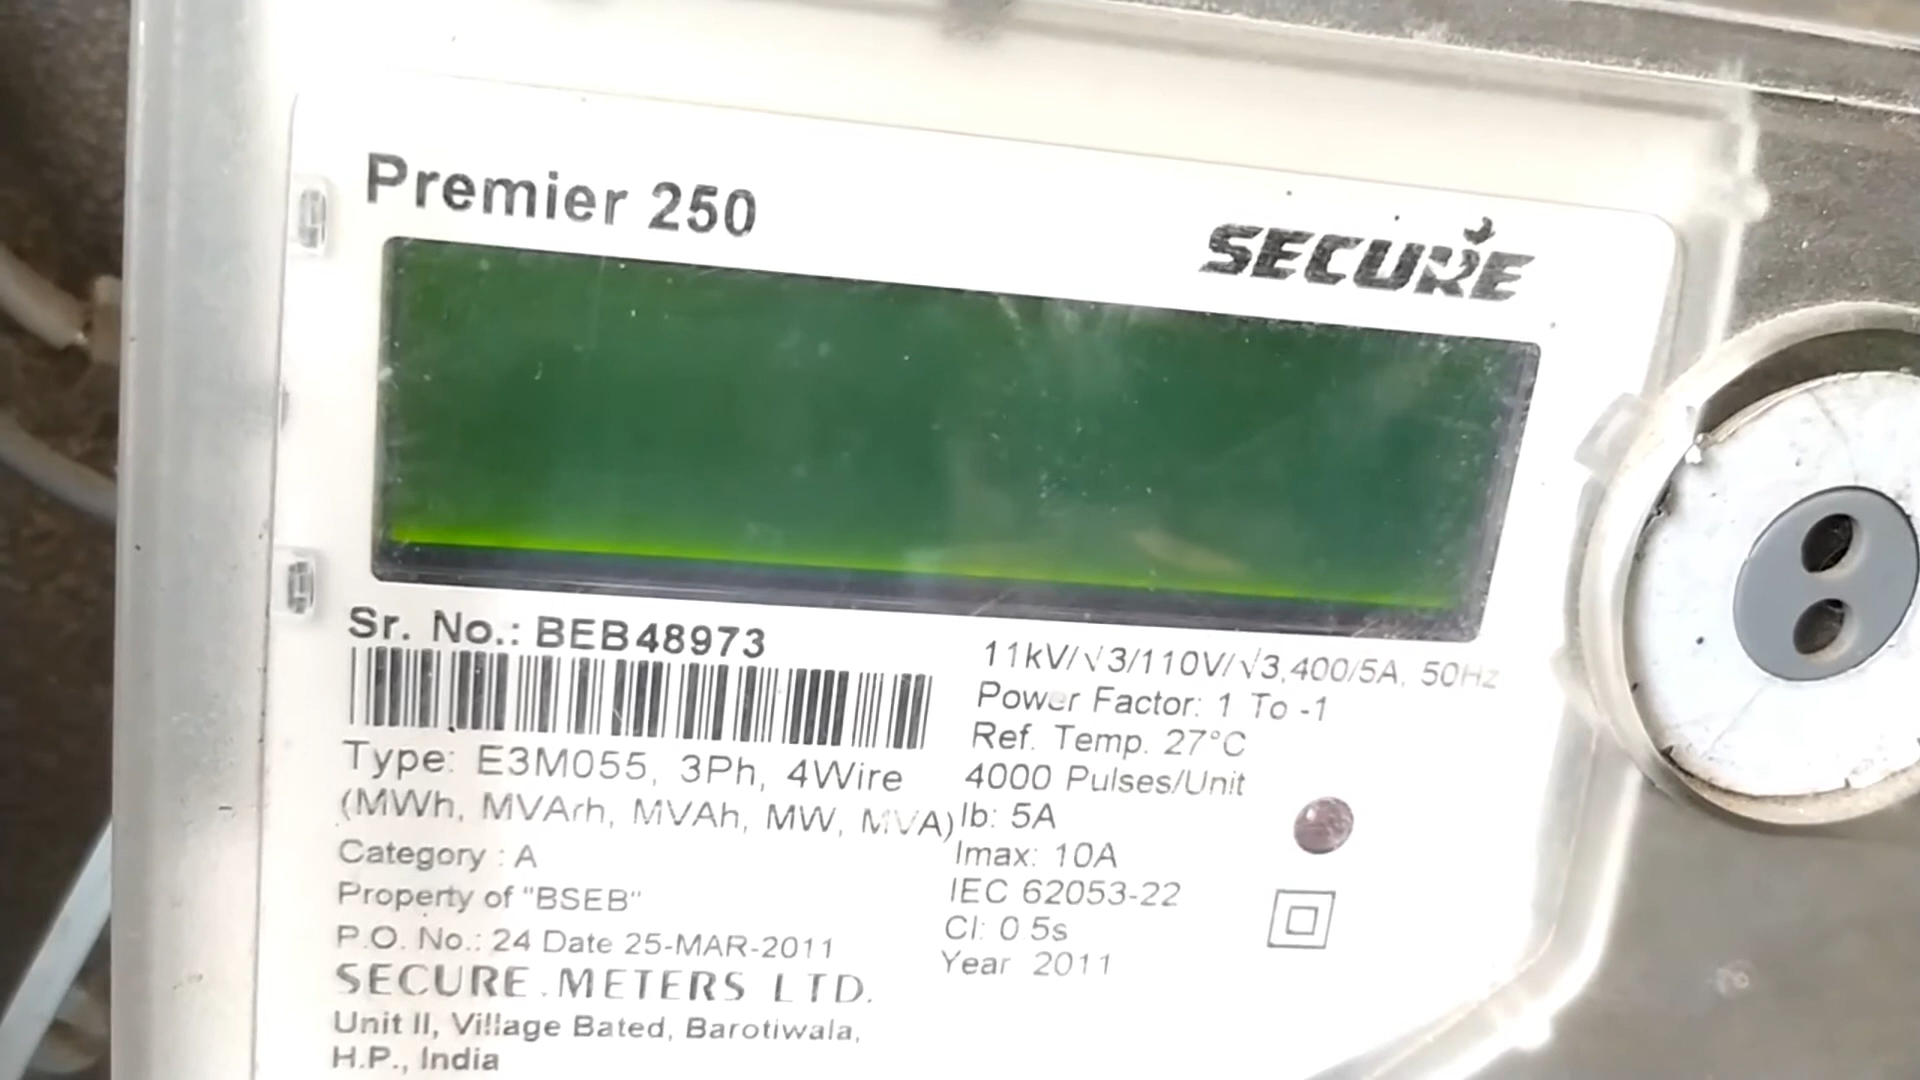 Premier 250
SECURE
Sr. No.: BEB48973
Type: E3M055, 3Ph, 4Wire
(MWh, MVArh, MVAh, MW, MVA)
Category : A
Property of "BSEB"
P.O. No.: 24 Date 25-MAR-2011
SECURE METERS LTD.
Unit II, Village Bated, Barotiwala,
H.P., India
11kV/√3/110V/√3,400/5A, 50Hz
Power Factor: 1 To -1
Ref. Temp. 27°C
4000 Pulses/Unit
Ib: 5A
Imax: 10A
IEC 62053-22
Cl: 0.5s
Year 2011